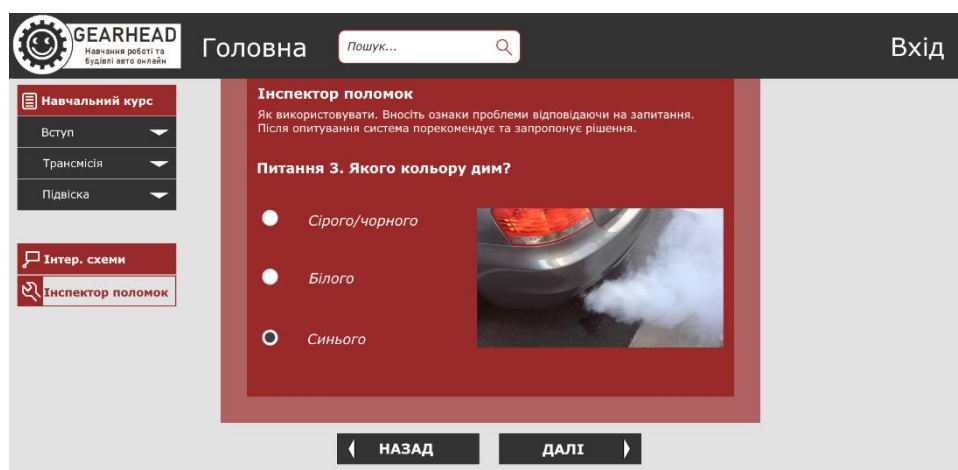 GEARHEAD
Навчання роботі та
будівлі авто онлайн
Головна
Пошук...
Вхід
Навчальний курс
Вступ
Трансмісія
Підвіска
Інтер. схеми
Інспектор поломок
Інспектор поломок
Як використовувати. Вносіть ознаки проблеми відповідаючи на запитання.
Після опитування система порекомендує та запропонує рішення.
Питання 3. Якого кольору дим?
Сірого/чорного
Білого
Синього
НАЗАД
ДАЛІ